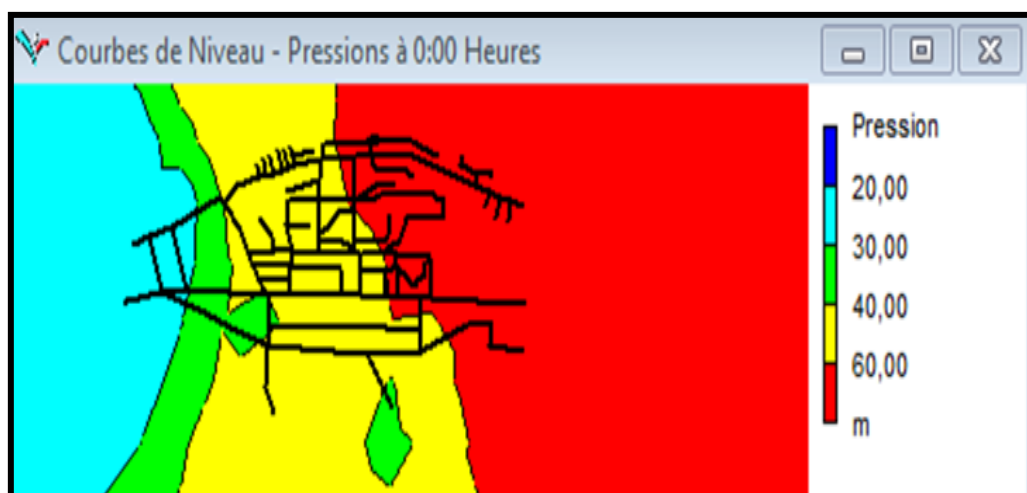 Courbes de Niveau - Pressions à 0:00 Heures
Pression
20,00
30,00
40,00
60,00
m